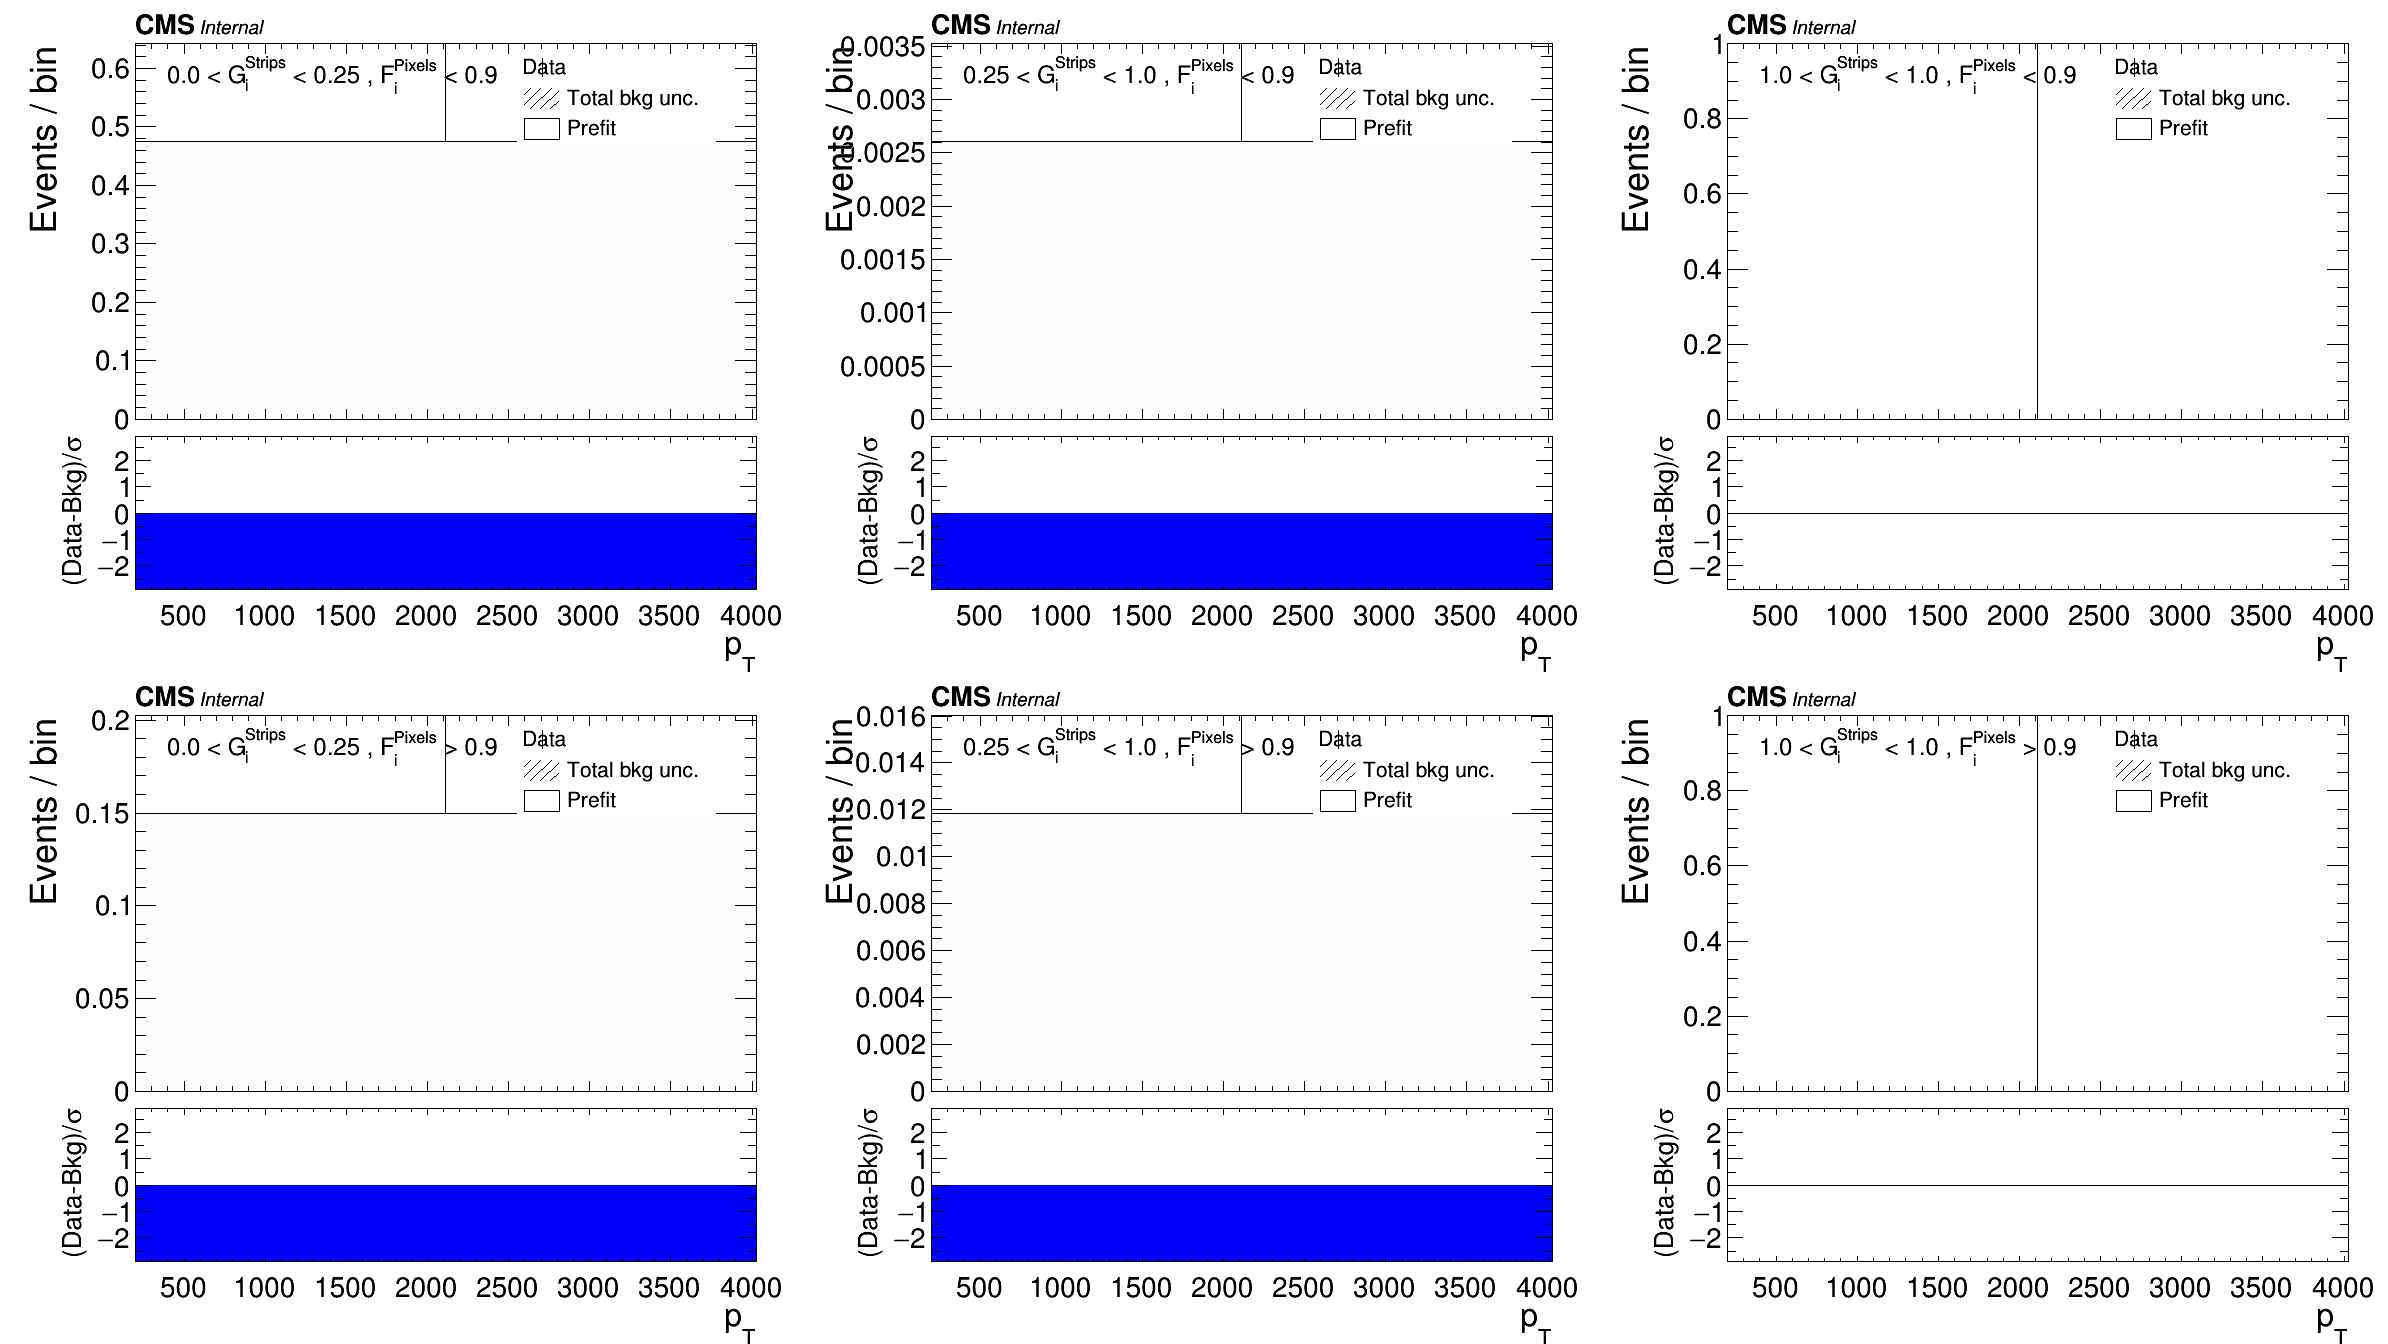 CMS Internal
Events / bin
0.0 < G_i^Strips < 0.25 , F_i^Pixels < 0.9
Data
Total bkg unc.
Prefit
0.6
0.5
0.4
0.3
0.2
0.1
0
(Data-Bkg)/σ
2
1
0
−1
−2
500 1000 1500 2000 2500 3000 3500 4000
p_T
CMS Internal
Events / bin
0.25 < G_i^Strips < 1.0 , F_i^Pixels < 0.9
Data
Total bkg unc.
Prefit
0.0035
0.003
0.0025
0.002
0.0015
0.001
0.0005
0
(Data-Bkg)/σ
2
1
0
−1
−2
500 1000 1500 2000 2500 3000 3500 4000
p_T
CMS Internal
Events / bin
1.0 < G_i^Strips < 1.0 , F_i^Pixels < 0.9
Data
Total bkg unc.
Prefit
1
0.8
0.6
0.4
0.2
0
(Data-Bkg)/σ
2
1
0
−1
−2
500 1000 1500 2000 2500 3000 3500 4000
p_T
CMS Internal
Events / bin
0.0 < G_i^Strips < 0.25 , F_i^Pixels > 0.9
Data
Total bkg unc.
Prefit
0.2
0.15
0.1
0.05
0
(Data-Bkg)/σ
2
1
0
−1
−2
500 1000 1500 2000 2500 3000 3500 4000
p_T
CMS Internal
Events / bin
0.25 < G_i^Strips < 1.0 , F_i^Pixels > 0.9
Data
Total bkg unc.
Prefit
0.016
0.014
0.012
0.01
0.008
0.006
0.004
0.002
0
(Data-Bkg)/σ
2
1
0
−1
−2
500 1000 1500 2000 2500 3000 3500 4000
p_T
CMS Internal
Events / bin
1.0 < G_i^Strips < 1.0 , F_i^Pixels > 0.9
Data
Total bkg unc.
Prefit
1
0.8
0.6
0.4
0.2
0
(Data-Bkg)/σ
2
1
0
−1
−2
500 1000 1500 2000 2500 3000 3500 4000
p_T